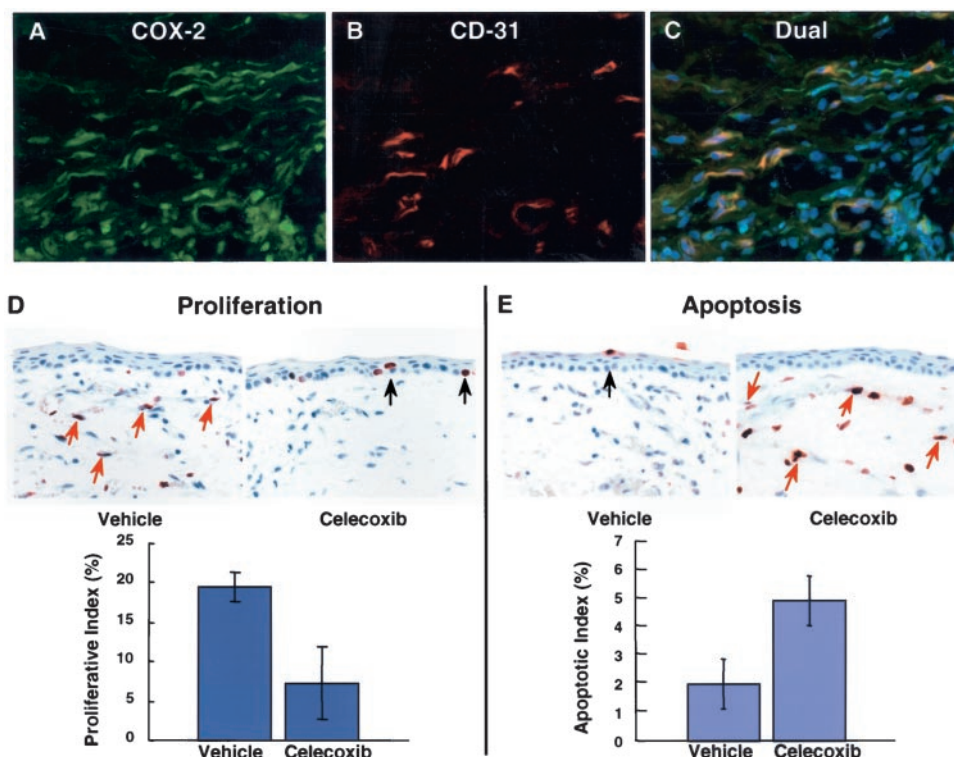 A COX-2
B CD-31
C Dual
D Proliferation
Vehicle Celecoxib
Proliferative Index (%)
25
20
15
10
5
0
Vehicle Celecoxib
E Apoptosis
Vehicle Celecoxib
Apoptotic Index (%)
7
6
5
4
3
2
1
0
Vehicle Celecoxib